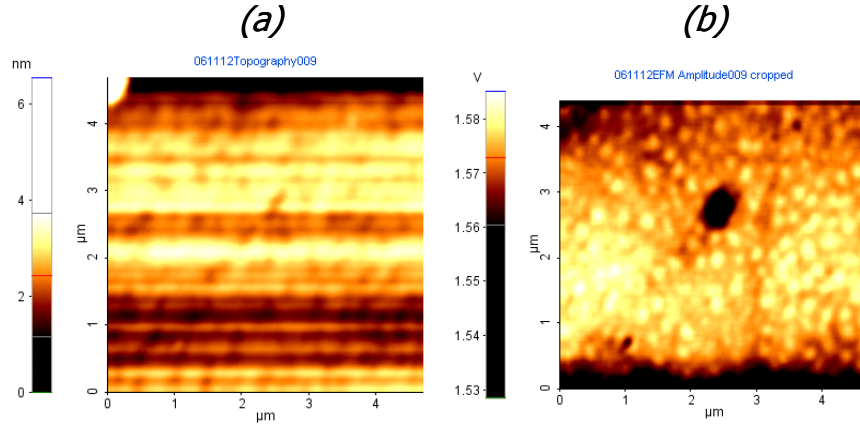 (a)
061112Topography009
nm
6
4
2
0
µm
4
3
2
1
0
0 1 2 3 4
µm
(b)
061112EFM Amplitude009 cropped
V
1.58
1.57
1.56
1.55
1.54
1.53
µm
4
3
2
1
0
0 1 2 3 4
µm